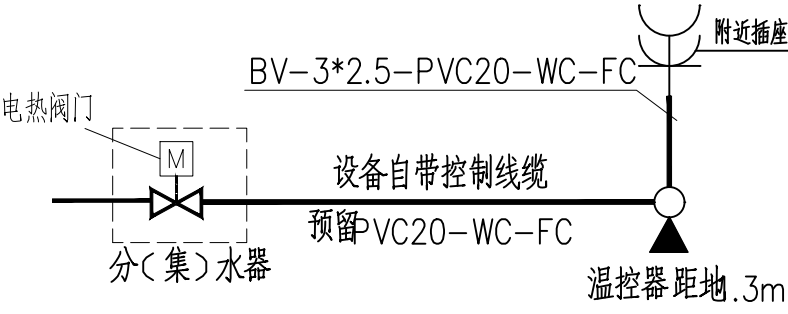 附近插座
BV-3*2.5-PVC20-WC-FC
电热阀门
M
设备自带控制线缆
预留PVC20-WC-FC
分(集)水器
温控器距地1.3m